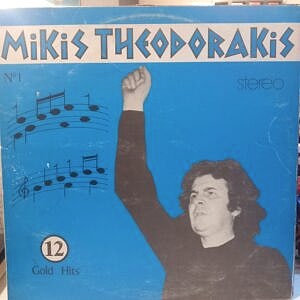 MiKiS THEODORAKiS
Nº1
stereo
12
Gold Hits